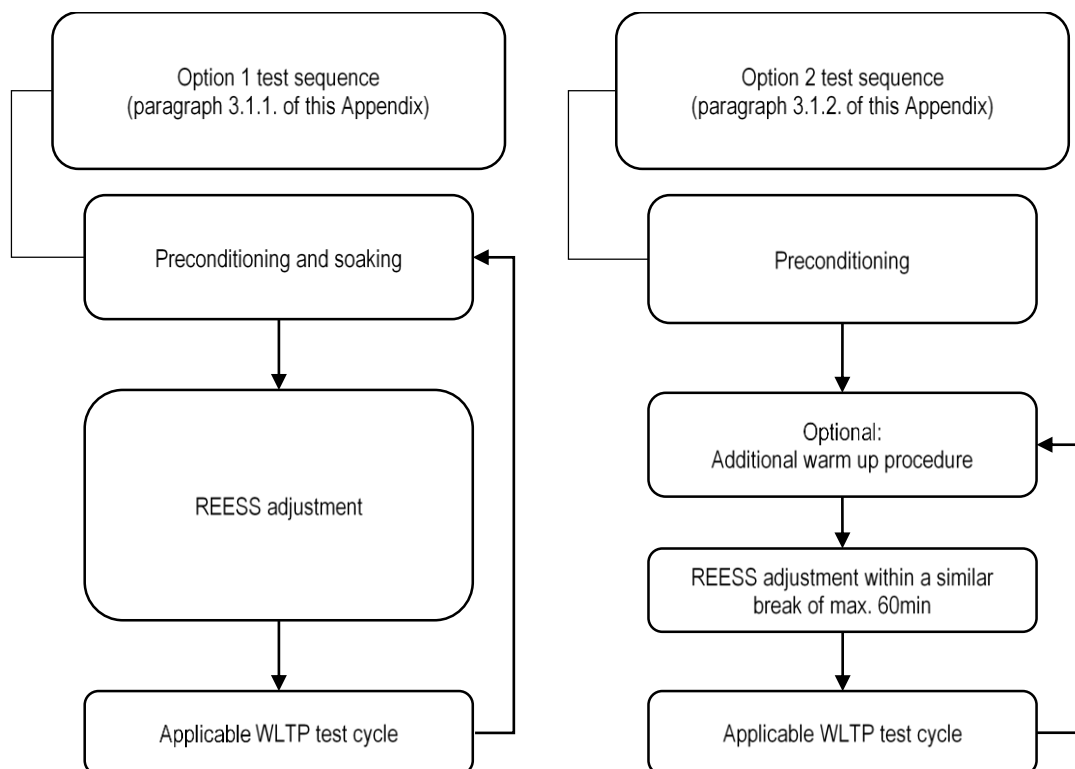 Option 1 test sequence
(paragraph 3.1.1. of this Appendix)
Preconditioning and soaking
REESS adjustment
Applicable WLTP test cycle
Option 2 test sequence
(paragraph 3.1.2. of this Appendix)
Preconditioning
Optional:
Additional warm up procedure
REESS adjustment within a similar
break of max. 60min
Applicable WLTP test cycle